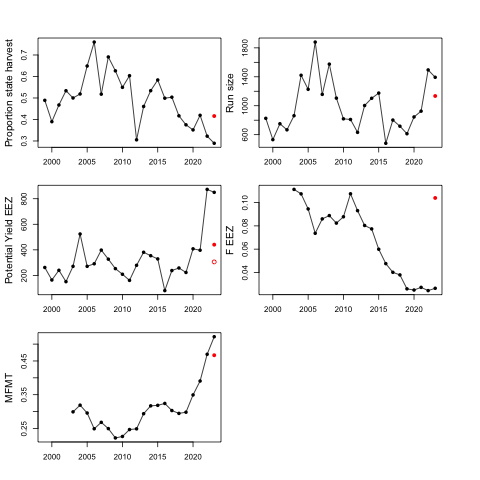 Proportion state harvest
0.3 0.4 0.5 0.6 0.7
2000 2005 2010 2015 2020
Run size
600 1000 1400 1800
2000 2005 2010 2015 2020
Potential Yield EEZ
200 400 600 800
2000 2005 2010 2015 2020
F EEZ
0.04 0.06 0.08 0.10
2000 2005 2010 2015 2020
MFMT
0.25 0.35 0.45
2000 2005 2010 2015 2020